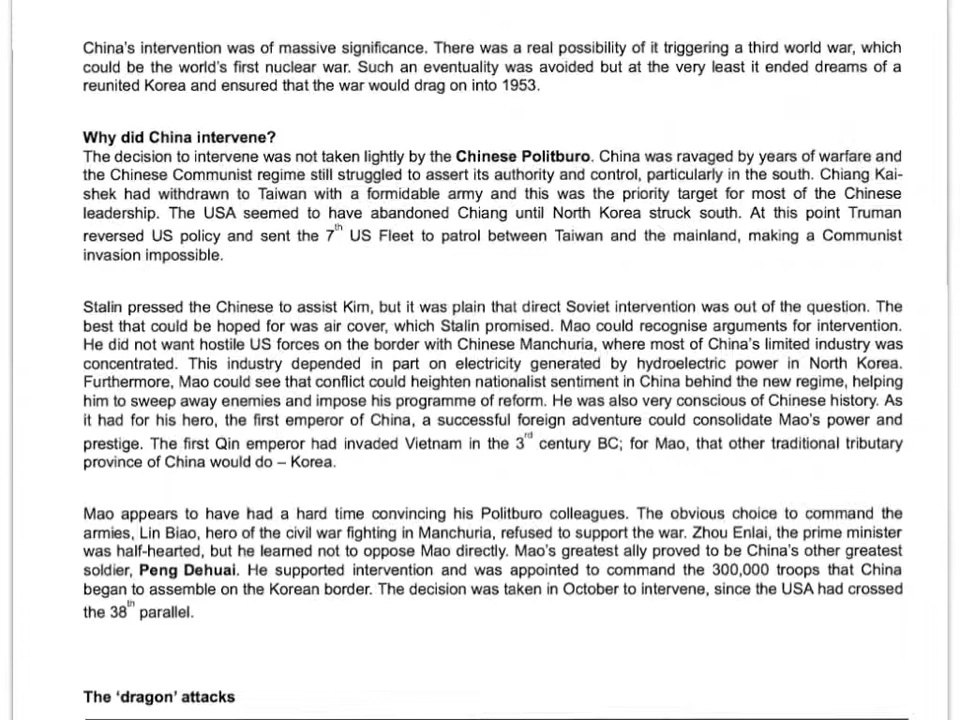 China's intervention was of massive significance. There was a real possibility of it triggering a third world war, which
could be the world's first nuclear war. Such an eventuality was avoided but at the very least it ended dreams of a
reunited Korea and ensured that the war would drag on into 1953.
Why did China intervene?
The decision to intervene was not taken lightly by the Chinese Politburo. China was ravaged by years of warfare and
the Chinese Communist regime still struggled to assert its authority and control, particularly in the south. Chiang Kai-
shek had withdrawn to Taiwan with a formidable army and this was the priority target for most of the Chinese
leadership. The USA seemed to have abandoned Chiang until North Korea struck south. At this point Truman
reversed US policy and sent the 7th US Fleet to patrol between Taiwan and the mainland, making a Communist
invasion impossible.
Stalin pressed the Chinese to assist Kim, but it was plain that direct Soviet intervention was out of the question. The
best that could be hoped for was air cover, which Stalin promised. Mao could recognise arguments for intervention.
He did not want hostile US forces on the border with Chinese Manchuria, where most of China's limited industry was
concentrated. This industry depended in part on electricity generated by hydroelectric power in North Korea.
Furthermore, Mao could see that conflict could heighten nationalist sentiment in China behind the new regime, helping
him to sweep away enemies and impose his programme of reform. He was also very conscious of Chinese history. As
it had for his hero, the first emperor of China, a successful foreign adventure could consolidate Mao's power and
prestige. The first Qin emperor had invaded Vietnam in the 3rd century BC; for Mao, that other traditional tributary
province of China would do – Korea.
Mao appears to have had a hard time convincing his Politburo colleagues. The obvious choice to command the
armies, Lin Biao, hero of the civil war fighting in Manchuria, refused to support the war. Zhou Enlai, the prime minister
was half-hearted, but he learned not to oppose Mao directly. Mao's greatest ally proved to be China's other greatest
soldier, Peng Dehuai. He supported intervention and was appointed to command the 300,000 troops that China
began to assemble on the Korean border. The decision was taken in October to intervene, since the USA had crossed
the 38th parallel.
The 'dragon' attacks